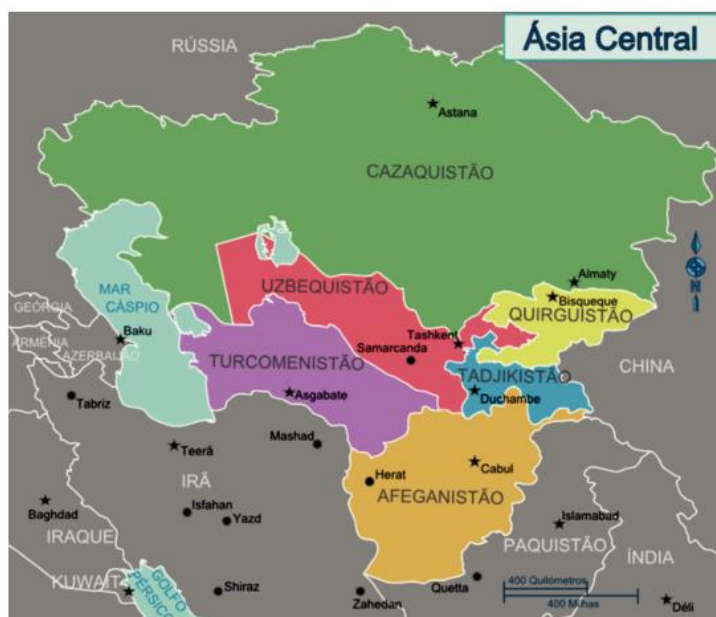 Ásia Central
RÚSSIA
Astana
CAZAQUISTÃO
Almaty
MAR
CÁSPIO
UZBEQUISTÃO
Bisqueque
N
GEÓRGIA
QUIRGUISTÃO
Baku
Tashkent
ARMÊNIA
AZERBAIJÃO
TURCOMENISTÃO
Samarcanda
CHINA
TADJIKISTÃO
Tabriz
Asgabate
Duchambe
Teerã
Mashad
IRÃ
Herat
Cabul
AFEGANISTÃO
Baghdad
Isfahan
Yazd
Islamabad
IRAQUE
PAQUISTÃO
ÍNDIA
KUWAIT
GOLFO
PÉRSICO
Shiraz
Zahedan
Quetta
400 Quilómetros
400 Milhas
Déli